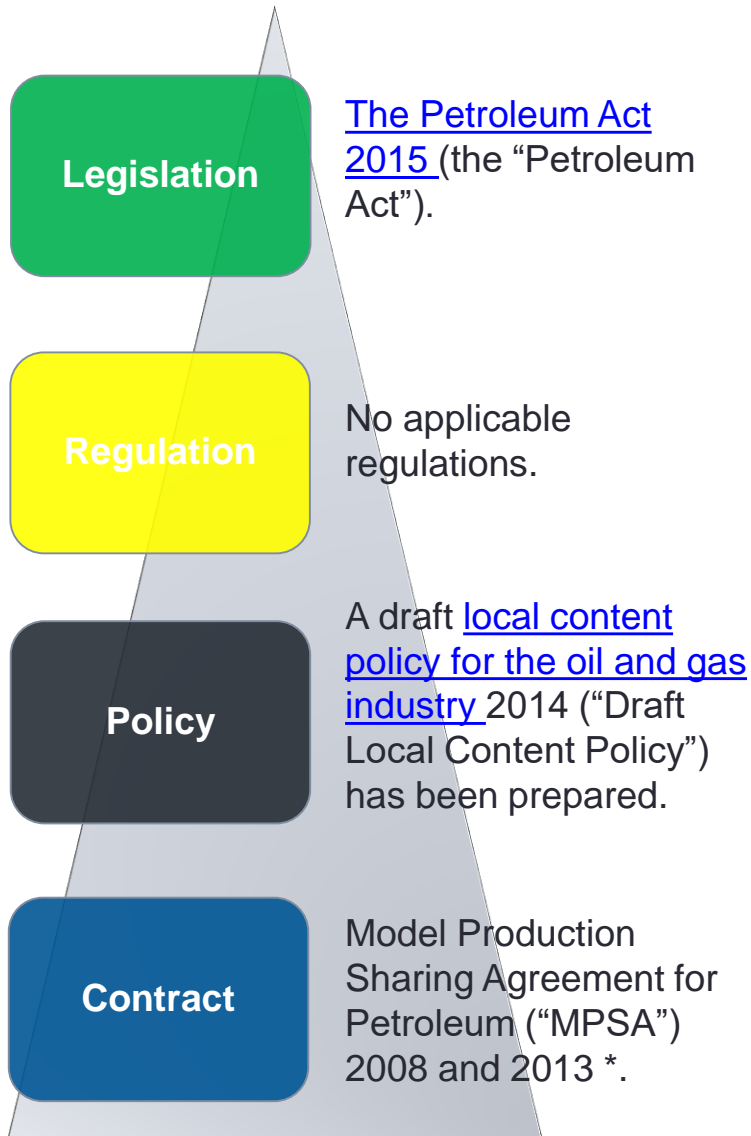 Legislation
The Petroleum Act
2015 (the “Petroleum
Act”).
Regulation
No applicable
regulations.
Policy
A draft local content
policy for the oil and gas
industry 2014 (“Draft
Local Content Policy”)
has been prepared.
Contract
Model Production
Sharing Agreement for
Petroleum (“MPSA”)
2008 and 2013 *.